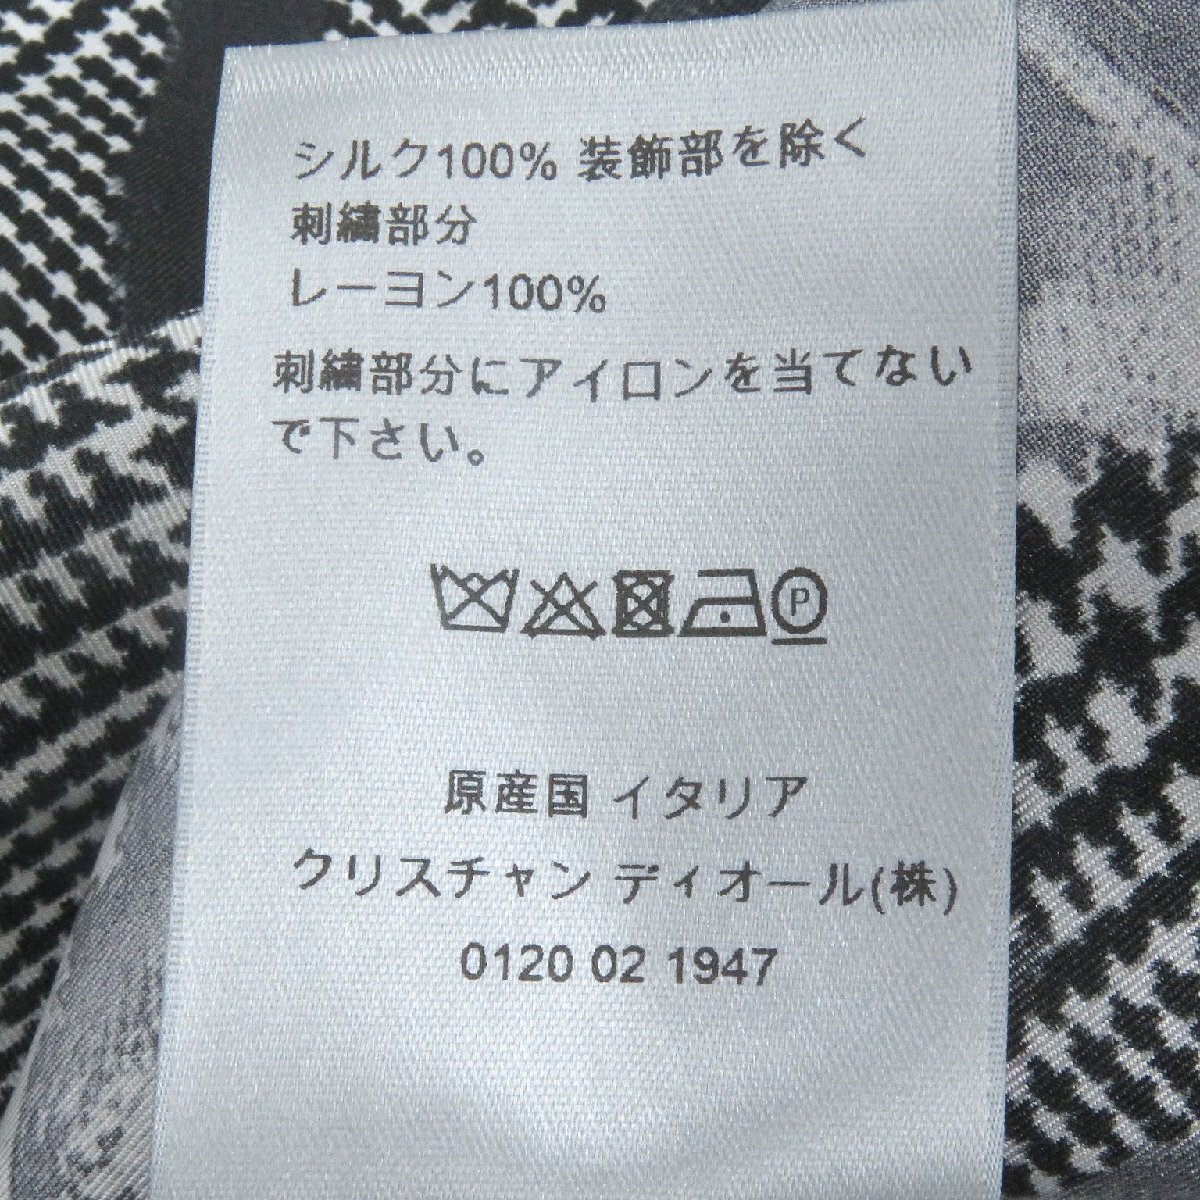 シルク100% 装飾部を除く
刺繍部分
レーヨン100%
刺繍部分にアイロンを当てない
で下さい。
P
原産国 イタリア
クリスチャン ディオール(株)
0120 02 1947